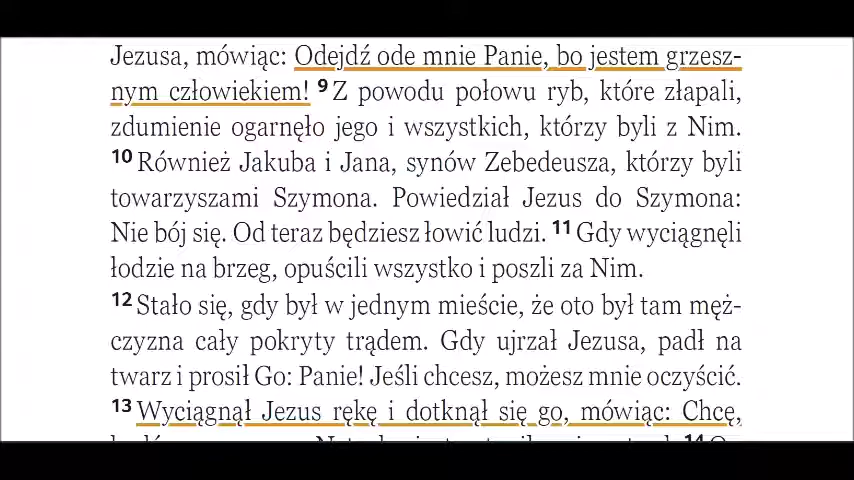 Jezusa, mówiąc: Odejdź ode mnie Panie, bo jestem grzesz-
nym człowiekiem! 9 Z powodu połowu ryb, które złapali,
zdumienie ogarnęło jego i wszystkich, którzy byli z Nim.
10 Również Jakuba i Jana, synów Zebedeusza, którzy byli
towarzyszami Szymona. Powiedział Jezus do Szymona:
Nie bój się. Od teraz będziesz łowić ludzi. 11 Gdy wyciągnęli
łodzie na brzeg, opuścili wszystko i poszli za Nim.
12 Stało się, gdy był w jednym mieście, że oto był tam męż-
czyzna cały pokryty trądem. Gdy ujrzał Jezusa, padł na
twarz i prosił Go: Panie! Jeśli chcesz, możesz mnie oczyścić.
13 Wyciągnął Jezus rękę i dotknął się go, mówiąc: Chcę,